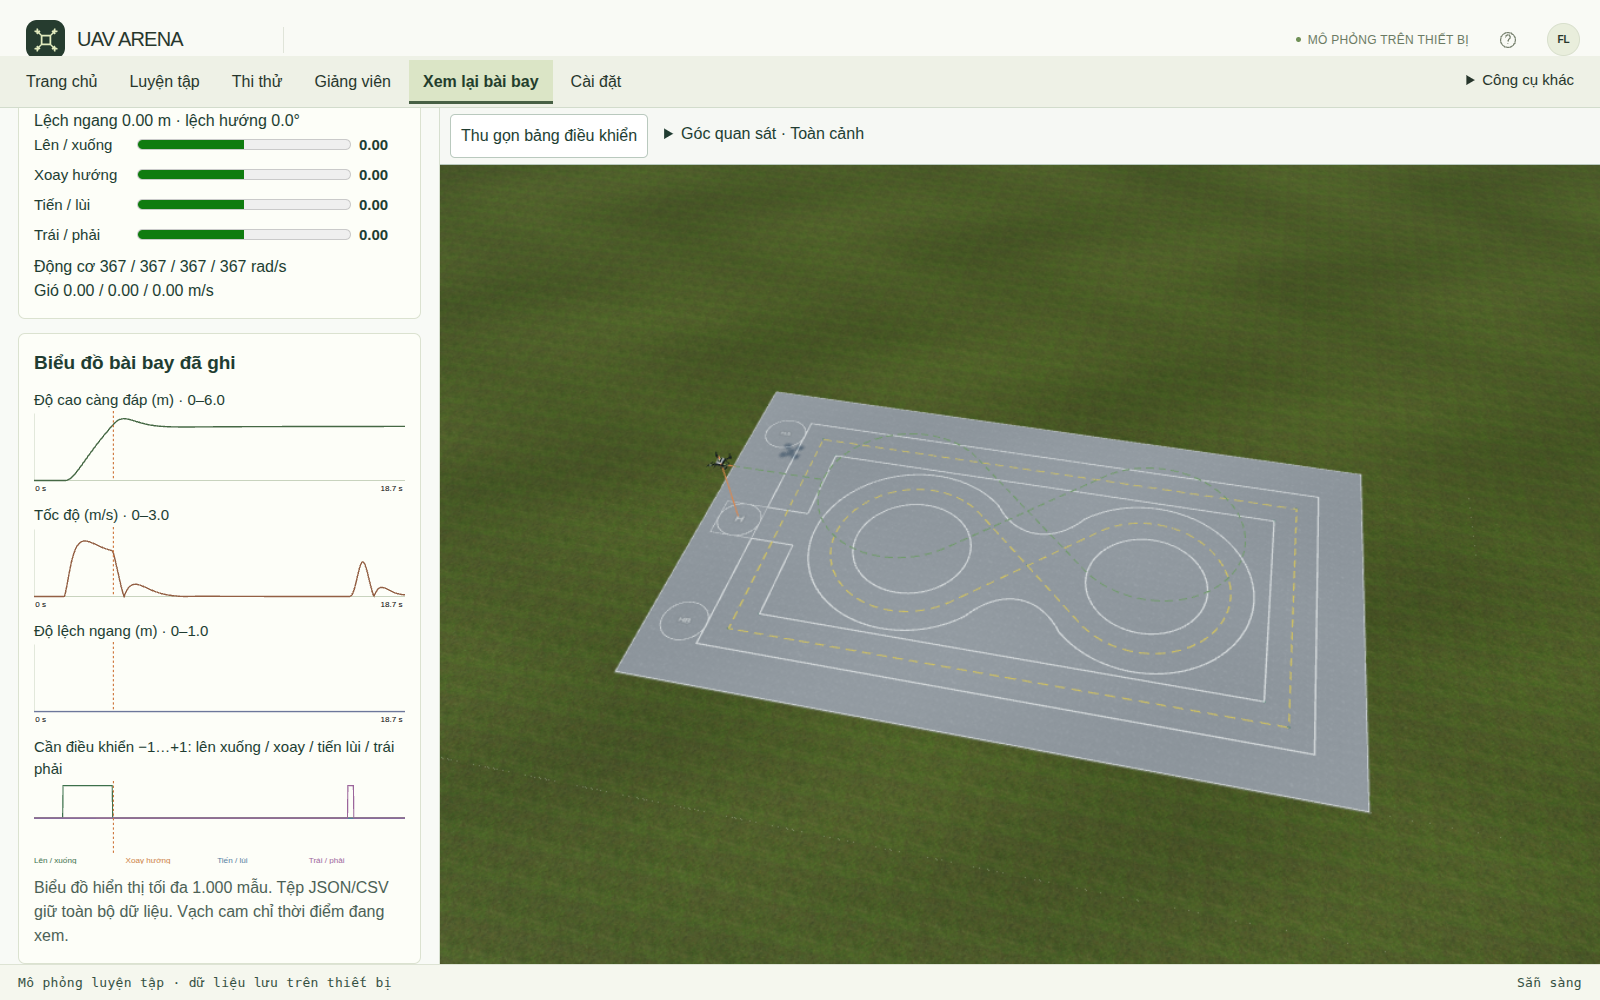 UAV ARENA
MÔ PHỎNG TRÊN THIẾT BỊ
FL
Trang chủ
Luyện tập
Thi thử
Giảng viên
Xem lại bài bay
Cài đặt
Công cụ khác
Lệch ngang 0.00 m · lệch hướng 0.0°
Lên / xuống 0.00
Xoay hướng 0.00
Tiến / lùi 0.00
Trái / phải 0.00
Động cơ 367 / 367 / 367 / 367 rad/s
Gió 0.00 / 0.00 / 0.00 m/s
Thu gọn bảng điều khiển
Góc quan sát · Toàn cảnh
Biểu đồ bài bay đã ghi
Độ cao càng đáp (m) · 0–6.0
0 s 18.7 s
Tốc độ (m/s) · 0–3.0
0 s 18.7 s
Độ lệch ngang (m) · 0–1.0
0 s 18.7 s
Cần điều khiển −1…+1: lên xuống / xoay / tiến lùi / trái
phải
Lên / xuống Xoay hướng Tiến / lùi Trái / phải
Biểu đồ hiển thị tối đa 1.000 mẫu. Tệp JSON/CSV
giữ toàn bộ dữ liệu. Vạch cam chỉ thời điểm đang
xem.
H
Mô phỏng luyện tập · dữ liệu lưu trên thiết bị
Sẵn sàng